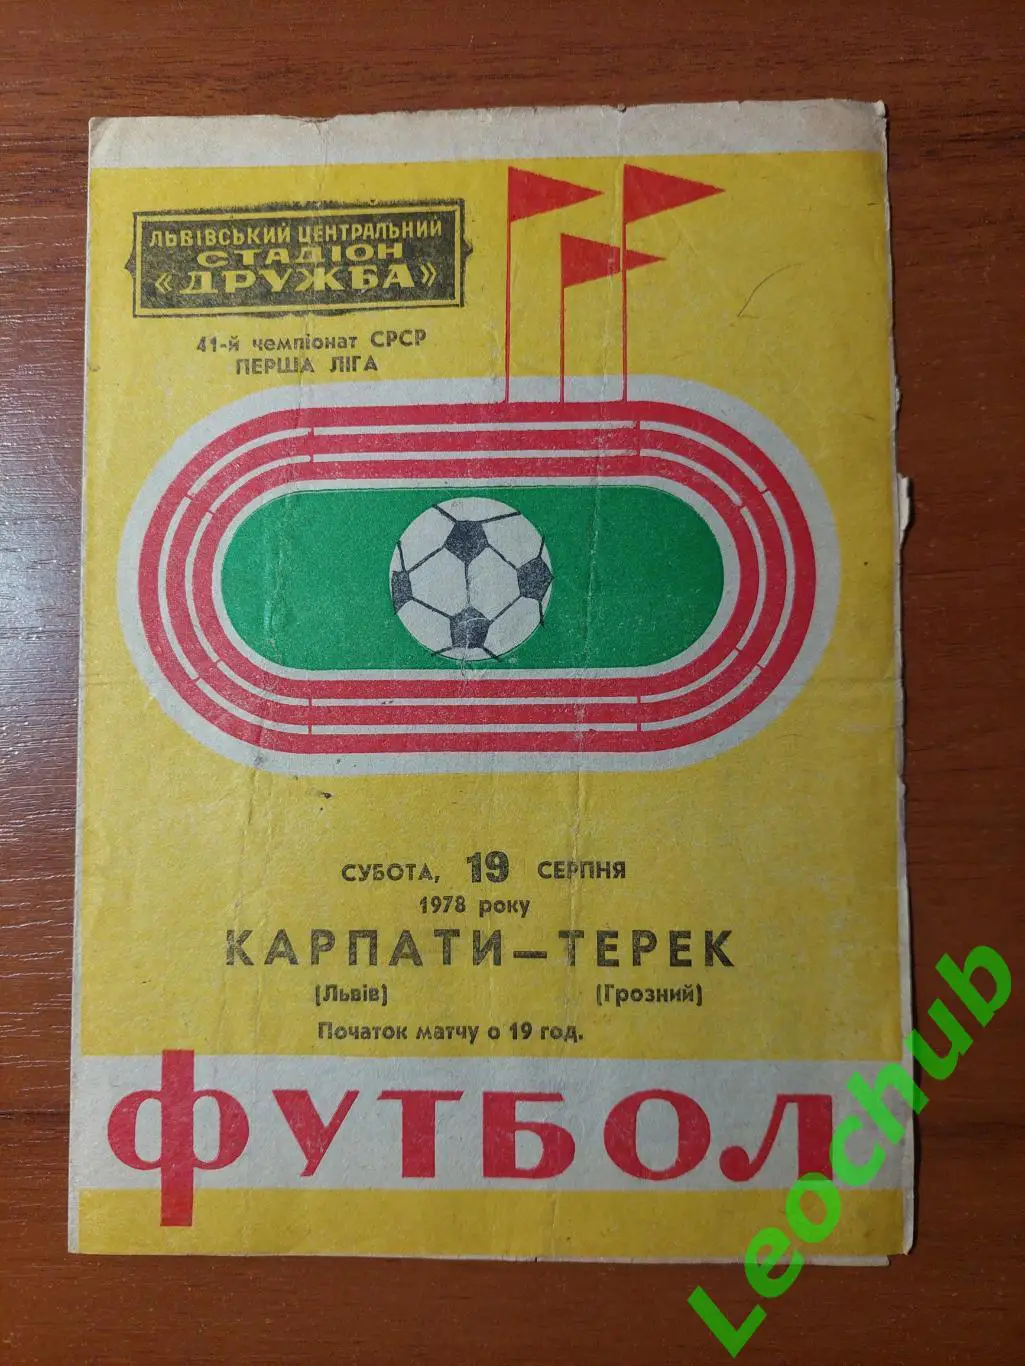 ЛЬВІВСЬКИЙ ЦЕНТРАЛЬНИЙ
СТАДІОН
«ДРУЖБА»
41-й чемпіонат СРСР
ПЕРША ЛІГА
СУБОТА, 19 СЕРПНЯ
1978 року
КАРПАТИ—ТЕРЕК
(Львів) (Грозний)
Початок матчу о 19 год.
ФУТБОЛ
Leochub